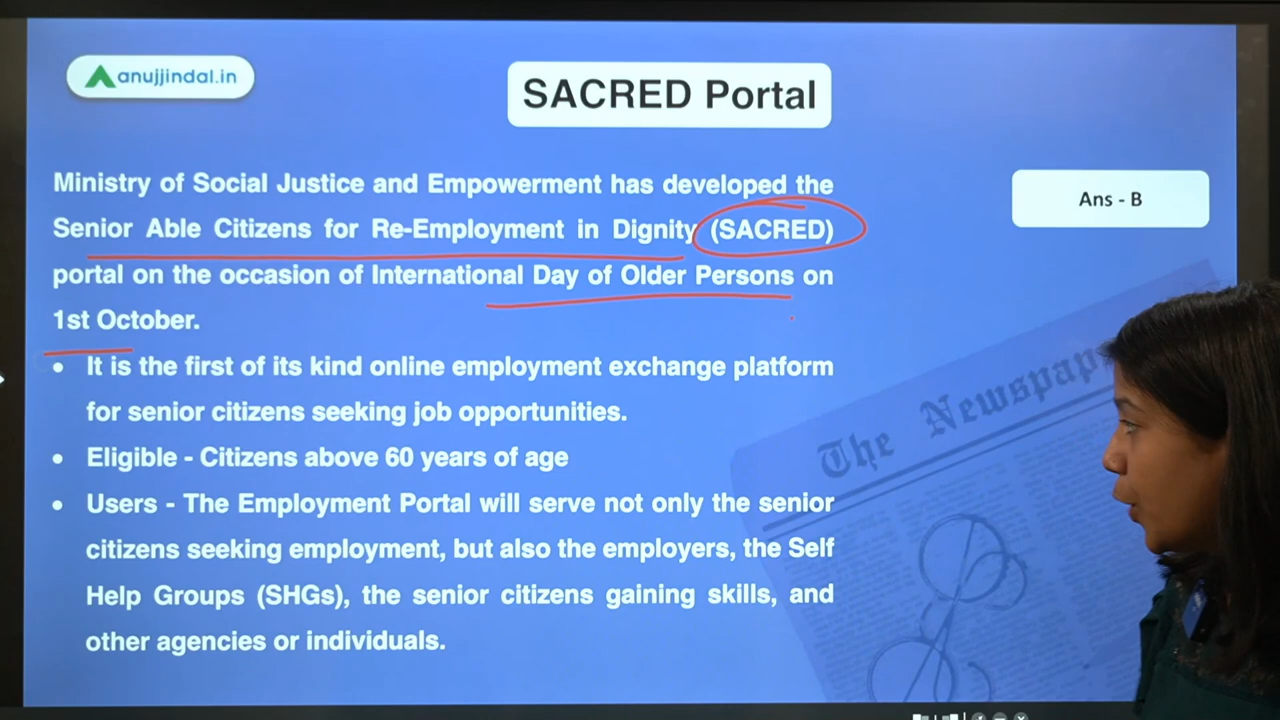 anujjindal.in
SACRED Portal
Ministry of Social Justice and Empowerment has developed the
Senior Able Citizens for Re-Employment in Dignity (SACRED)
portal on the occasion of International Day of Older Persons on
1st October.
• It is the first of its kind online employment exchange platform
for senior citizens seeking job opportunities.
• Eligible - Citizens above 60 years of age
• Users - The Employment Portal will serve not only the senior
citizens seeking employment, but also the employers, the Self
Help Groups (SHGs), the senior citizens gaining skills, and
other agencies or individuals.
Ans - B
The Newspap